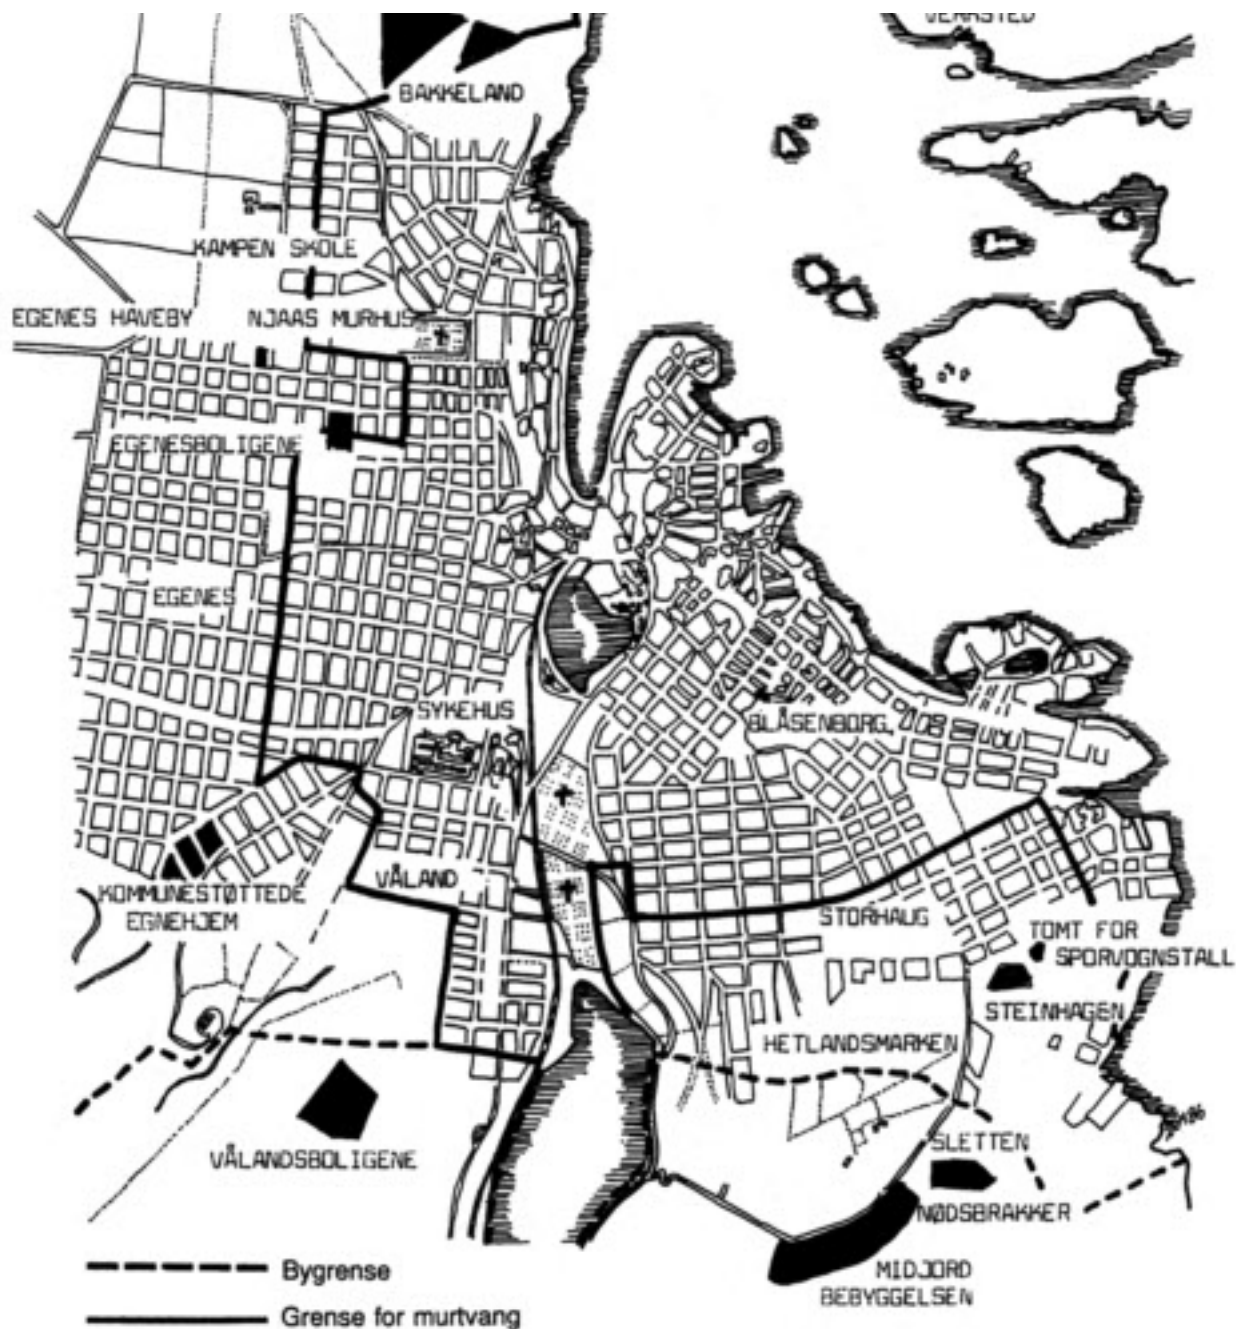 VERKSTED
BAKKELAND
KAMPEN SKOLE
EGENES HAVEBY
NJAAS MURHUS
EGENESBOLIGENE
EGENES
SYKEHUS
BLÅSENBORG
VÅLAND
KOMMUNESTØTTEDE
EGNEHJEM
STORHAUG
TOMT FOR
SPORVOGNSTALL
STEINHAGEN
HETLANDSMARKEN
VÅLANDSBOLIGENE
SLETTEN
NØDSBRAKKER
MIDJORD
BEBYGGELSEN
Bygrense
Grense for murtvang